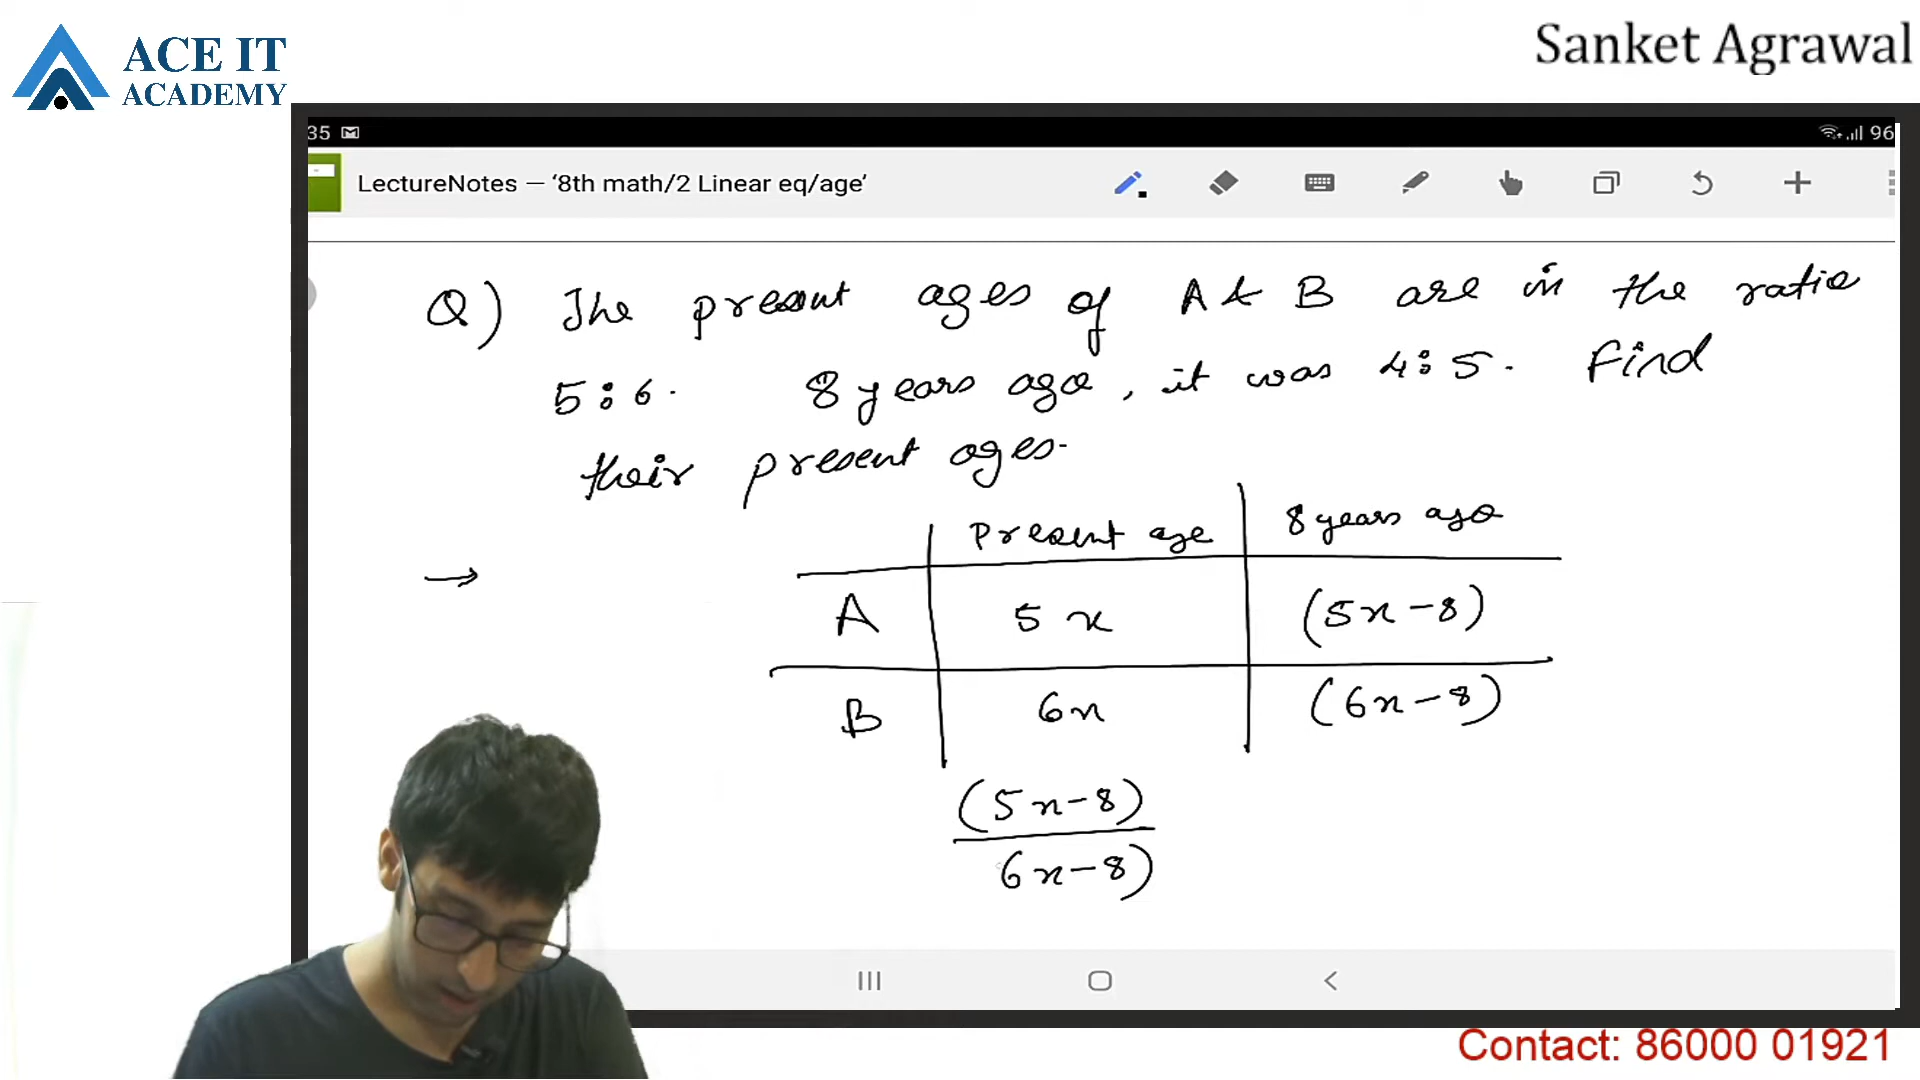 ACE IT
ACADEMY
Sanket Agrawal
35
96
LectureNotes — ‘8th math/2 Linear eq/age’
Q) The present ages of A & B are in the ratio
5:6. 8 years ago, it was 4:5. Find
their present ages.
Present age 8 years ago
→
A 5x (5x-8)
B 6x (6x-8)
(5x-8)
6x-8)
Contact: 86000 01921